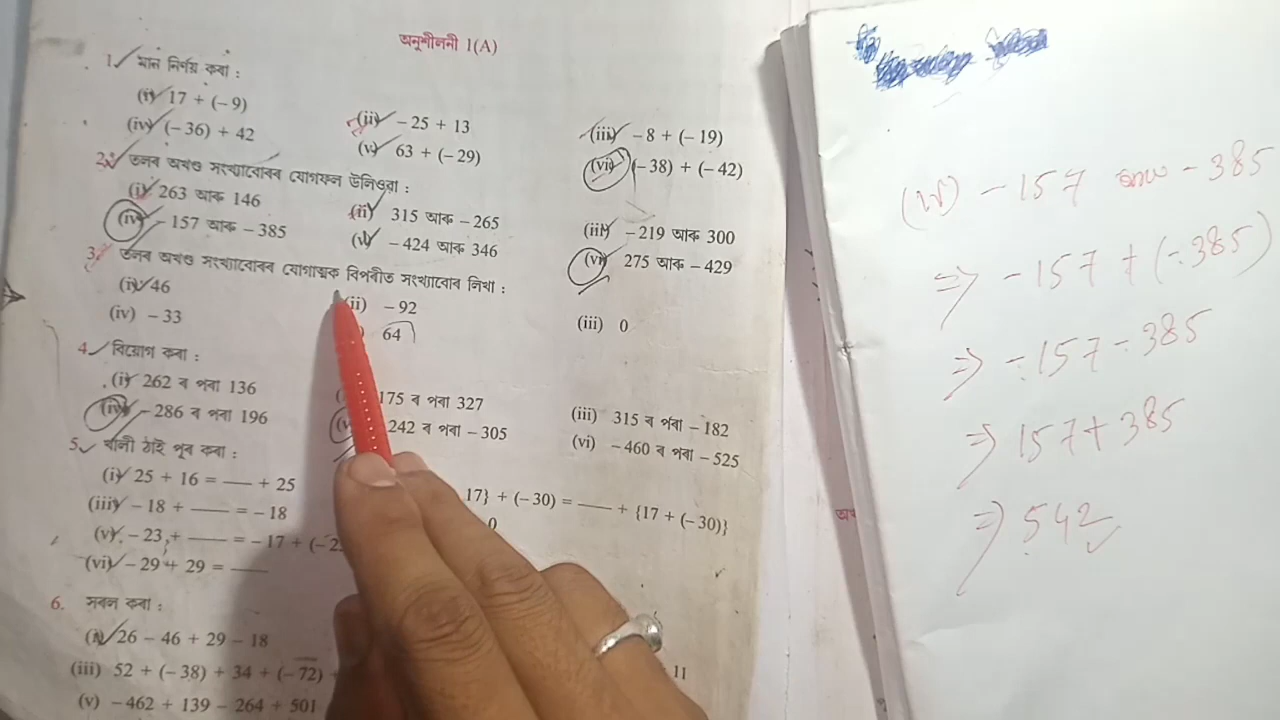 অনুশীলনী 1(A)
1. মান নিৰ্ণয় কৰা :
(i) 17 + (– 9) (ii) – 25 + 13 (iii) – 8 + (– 19)
(iv) (– 36) + 42 (v) 63 + (– 29) (vi) (– 38) + (– 42)
2. তলৰ অখণ্ড সংখ্যাবোৰৰ যোগফল উলিওৱা :
(i) 263 আৰু 146 (ii) 315 আৰু – 265 (iii) – 219 আৰু 300
(iv) – 157 আৰু – 385 (v) – 424 আৰু 346 (vi) 275 আৰু – 429
3. তলৰ অখণ্ড সংখ্যাবোৰৰ যোগাত্মক বিপৰীত সংখ্যাবোৰ লিখা :
(i) 46 (ii) – 92 (iii) 0
(iv) – 33 64
4. বিয়োগ কৰা :
(i) 262 ৰ পৰা 136 175 ৰ পৰা 327 (iii) 315 ৰ পৰা – 182
(iv) – 286 ৰ পৰা 196 242 ৰ পৰা – 305 (vi) – 460 ৰ পৰা – 525
5. খালী ঠাই পূৰ কৰা :
(i) 25 + 16 = — + 25 17} + (– 30) = — + {17 + (– 30)}
(iii) – 18 + — = – 18 0
(v) – 23 + — = – 17 + (– 2
(vi) – 29 + 29 = —
6. সৰল কৰা :
(i) 26 – 46 + 29 – 18
(iii) 52 + (– 38) + 34 + (– 72) 11
(v) – 462 + 139 – 264 + 501
(iv) – 157 আৰু – 385
⇒ – 157 + (– 385)
⇒ – 157 – 385
⇒ 157 + 385
⇒ 542